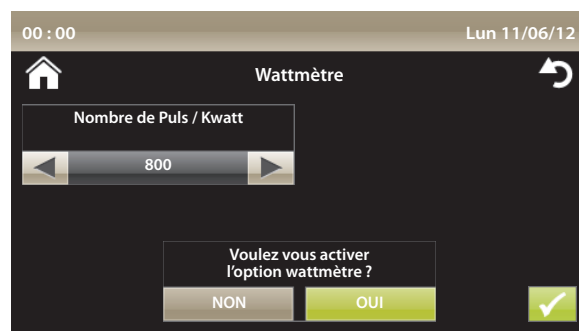 00 : 00 Lun 11/06/12
Wattmètre
Nombre de Puls / Kwatt
800
Voulez vous activer
l'option wattmètre ?
NON OUI